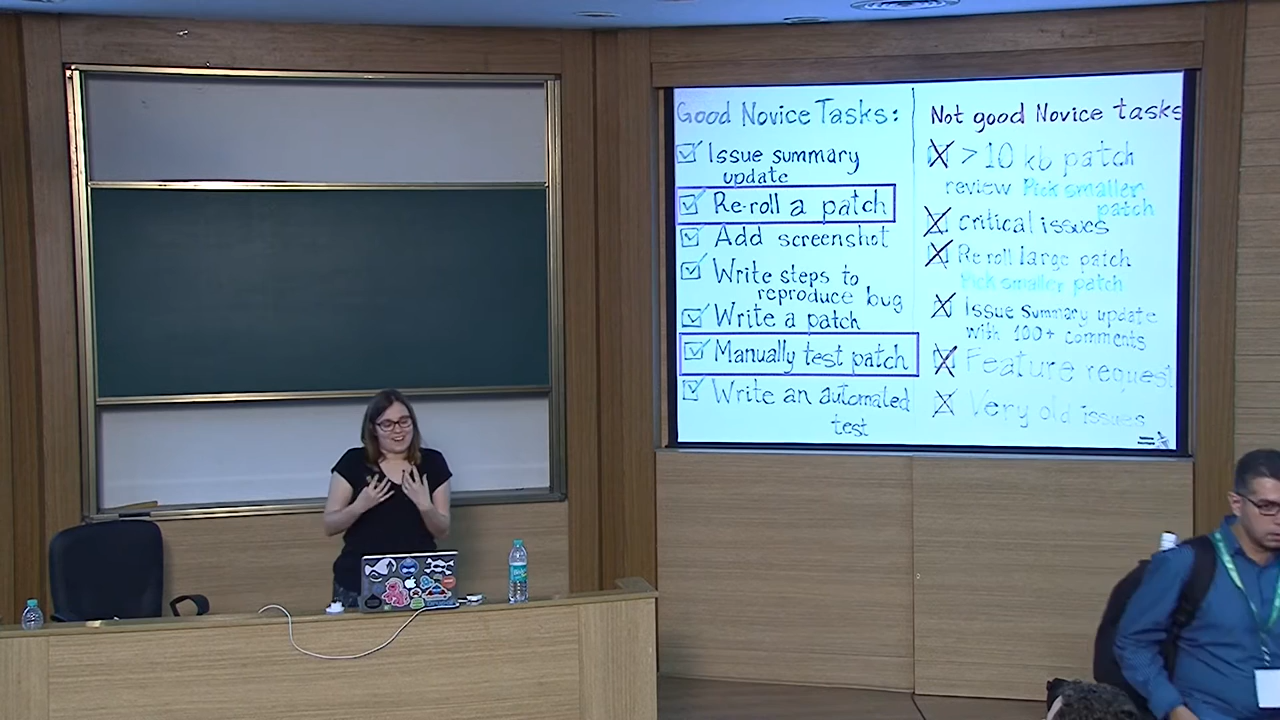 Good Novice Tasks:
Issue summary
update
Re-roll a patch
Add screenshot
Write steps to
reproduce bug
Write a patch
Manually test patch
Write an automated
test
Not good Novice tasks
> 10 kb patch
review Pick smaller
patch
critical issues
Re roll large patch
Pick smaller patch
Issue Summary update
with 100+ comments
Feature request
Very old issues